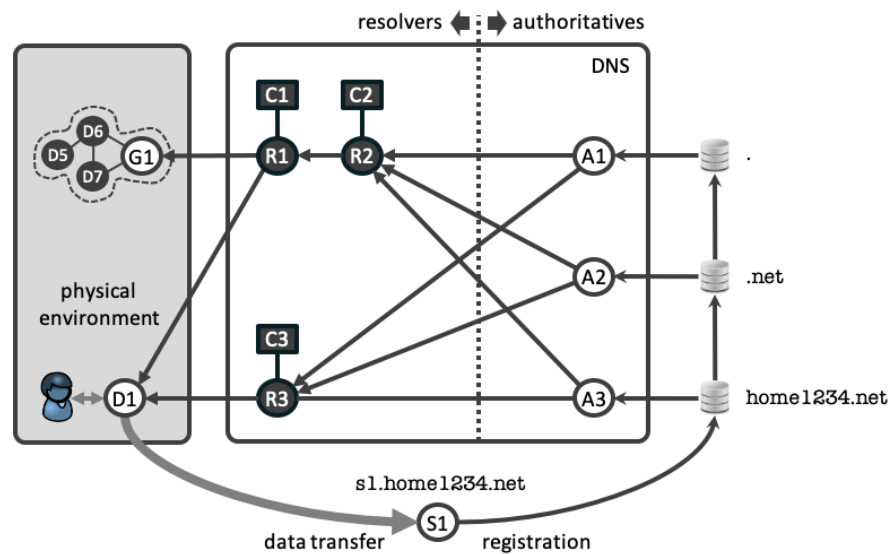 resolvers authoritatives
DNS
C1 C2
D6
D5 G1 R1 R2 A1 .
D7
physical
environment
A2 .net
C3
D1 R3 A3 home1234.net
s1.home1234.net
S1
data transfer registration